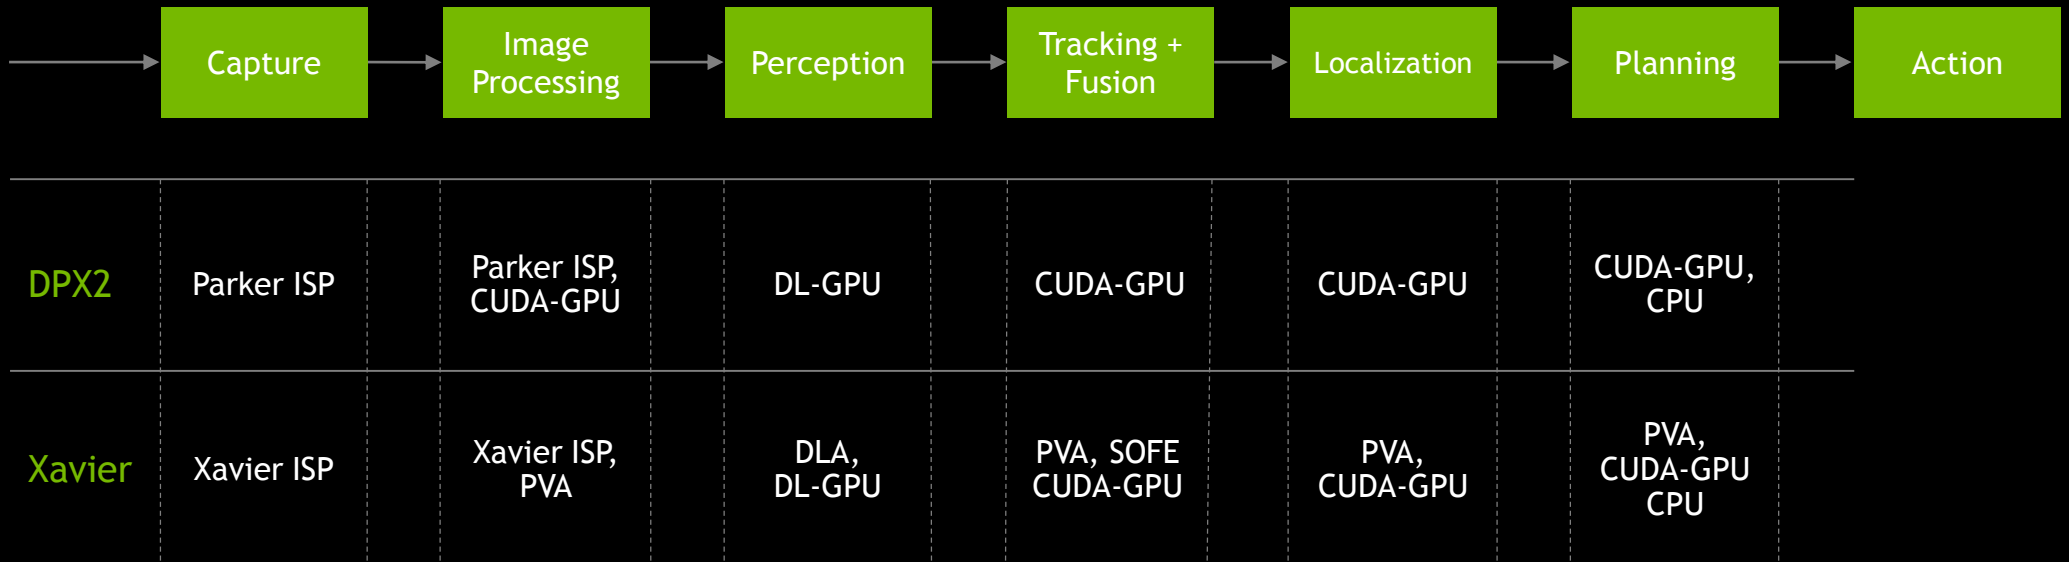 Capture
Image
Processing
Perception
Tracking +
Fusion
Localization
Planning
Action
DPX2
Parker ISP
Parker ISP,
CUDA-GPU
DL-GPU
CUDA-GPU
CUDA-GPU
CUDA-GPU,
CPU
Xavier
Xavier ISP
Xavier ISP,
PVA
DLA,
DL-GPU
PVA, SOFE
CUDA-GPU
PVA,
CUDA-GPU
PVA,
CUDA-GPU
CPU